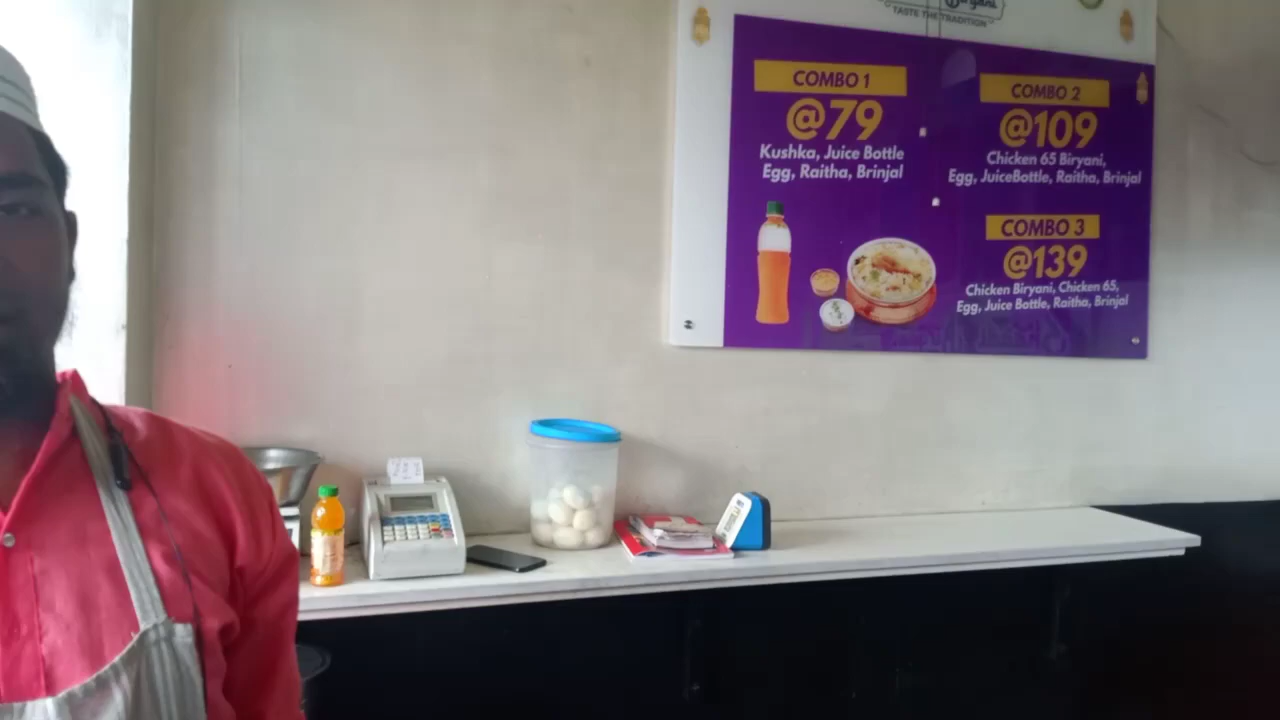 Biryani
TASTE THE TRADITION
COMBO 1
@79
Kushka, Juice Bottle
Egg, Raitha, Brinjal
COMBO 2
@109
Chicken 65 Biryani,
Egg, JuiceBottle, Raitha, Brinjal
COMBO 3
@139
Chicken Biryani, Chicken 65,
Egg, Juice Bottle, Raitha, Brinjal